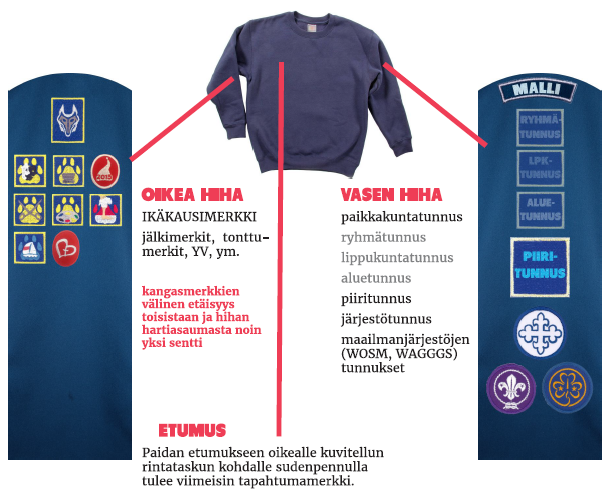 OIKEA HIHA
IKÄKAUSIMERKKI
jälkimerkit, tonttu-
merkit, YV, ym.
kangasmerkkien
välinen etäisyys
toisistaan ja hihan
hartiasaumasta noin
yksi sentti
2015
VASEN HIHA
paikkakuntatunnus
ryhmätunnus
lippukuntatunnus
aluetunnus
piiritunnus
järjestötunnus
maailmanjärjestöjen
(WOSM, WAGGGS)
tunnukset
MALLI
RYHMÄ-
TUNNUS
LPK-
TUNNUS
ALUE-
TUNNUS
PIIRI-
TUNNUS
ETUMUS
Paidan etumukseen oikealle kuvitellun
rintataskun kohdalle sudenpennulla
tulee viimeisin tapahtumamerkki.